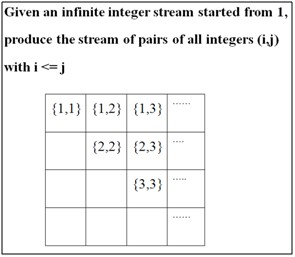 Given an infinite integer stream started from 1,
produce the stream of pairs of all integers (i,j)
with i <= j
{1,1} {1,2} {1,3} ......
{2,2} {2,3} ....
{3,3} .....
......